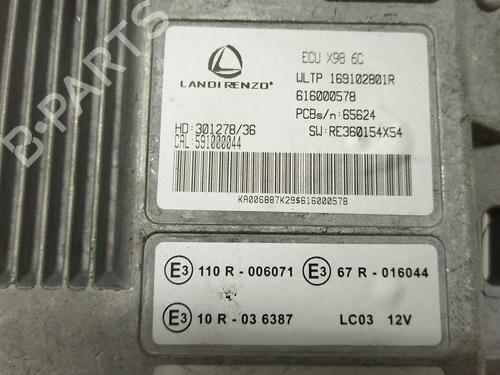 B-PARTS
LANDIRENZO®
ECU X98 6C
WLTP 169102801R
616000578
PCBs/n:65624
HD:301278/36
SW:RE360154X54
CAL:591000044
KA006887K29$616000578
E3 110 R - 006071
E3 67 R - 016044
E3 10 R - 03 6387
LC03 12V